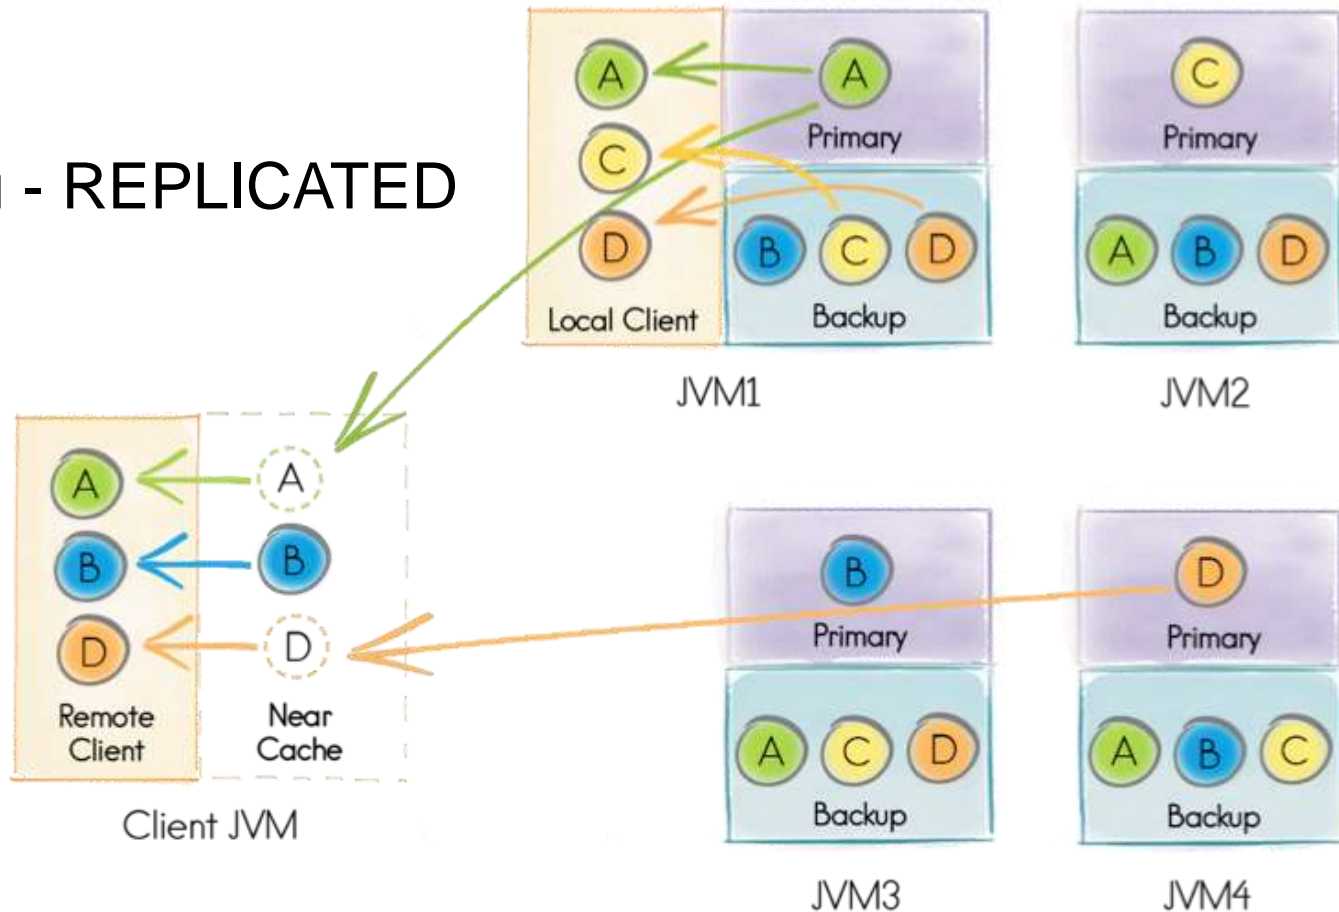 - REPLICATED
A
C
D
Local Client
A
Primary
B C D
Backup
JVM1
C
Primary
A B D
Backup
JVM2
A
B
D
Remote
Client
A
B
D
Near
Cache
Client JVM
B
Primary
A C D
Backup
JVM3
D
Primary
A B C
Backup
JVM4